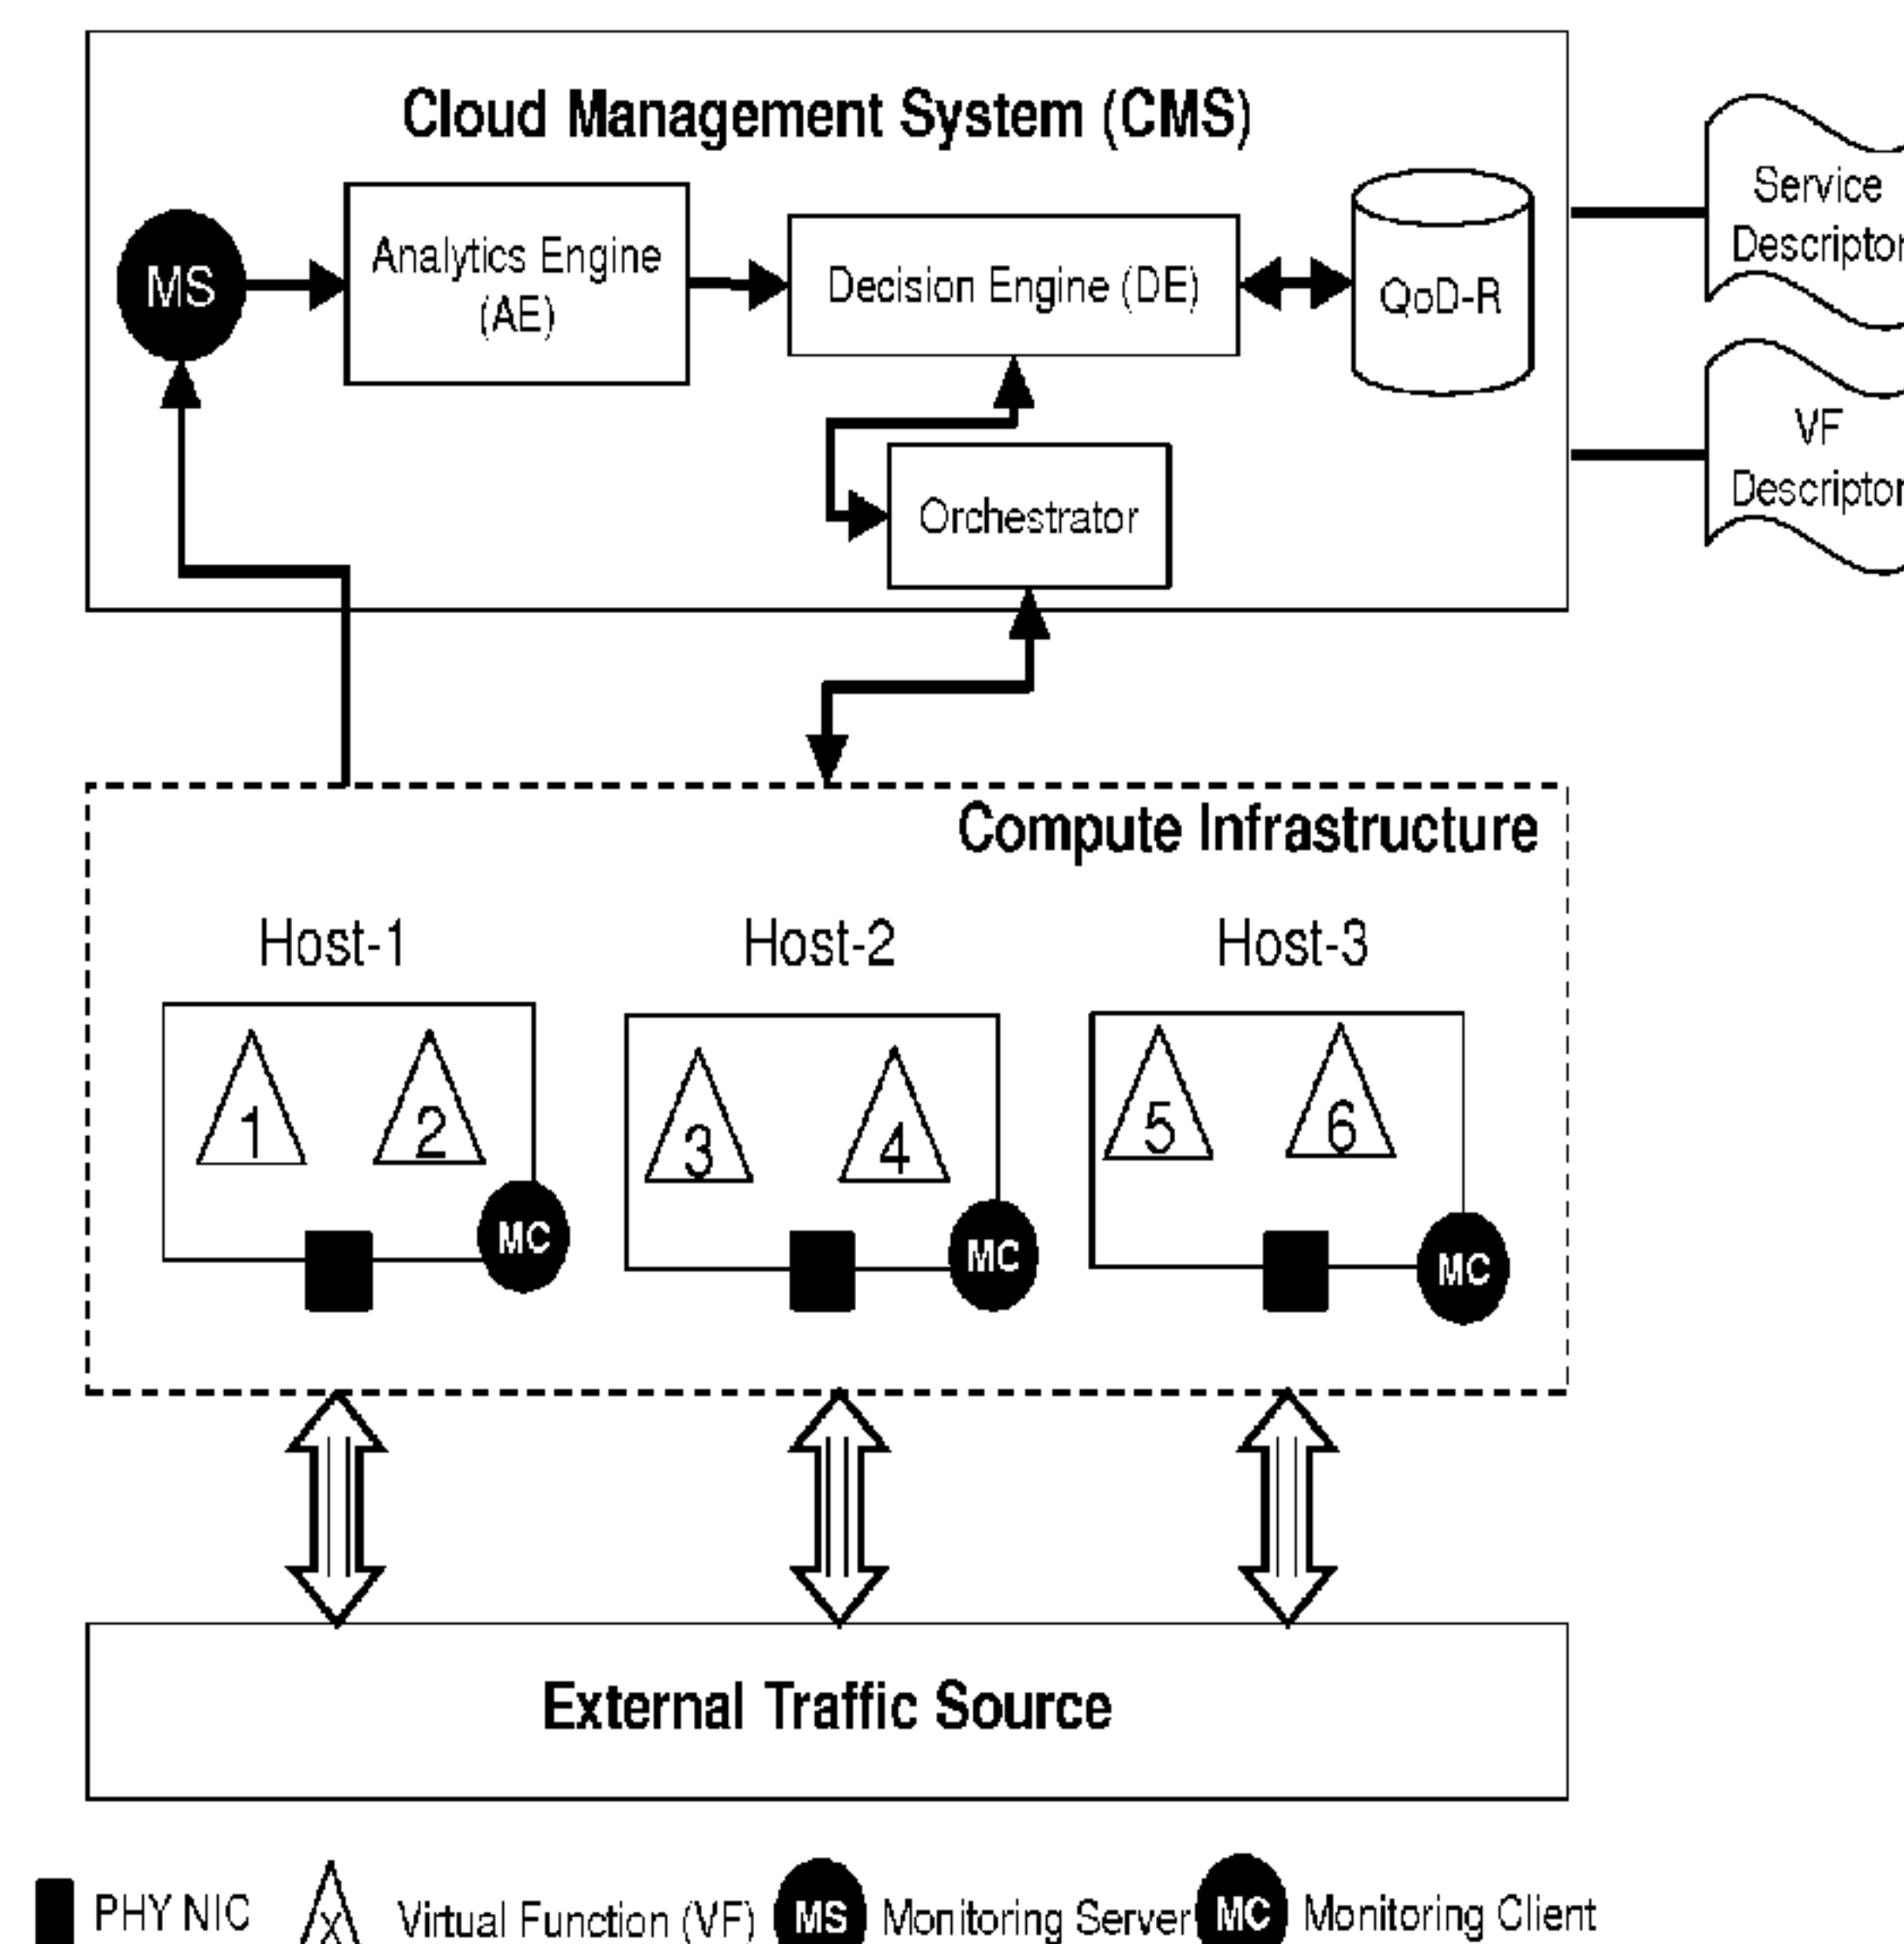 Cloud Management System (CMS)
Service
Descriptor
MS
Analytics Engine
(AE)
Decision Engine (DE)
QoD-R
VF
Descriptor
Orchestrator
Compute Infrastructure
Host-1
Host-2
Host-3
1
2
3
4
5
6
MC
MC
MC
External Traffic Source
PHY NIC
X
Virtual Function (VF)
MS
Monitoring Server
MC
Monitoring Client